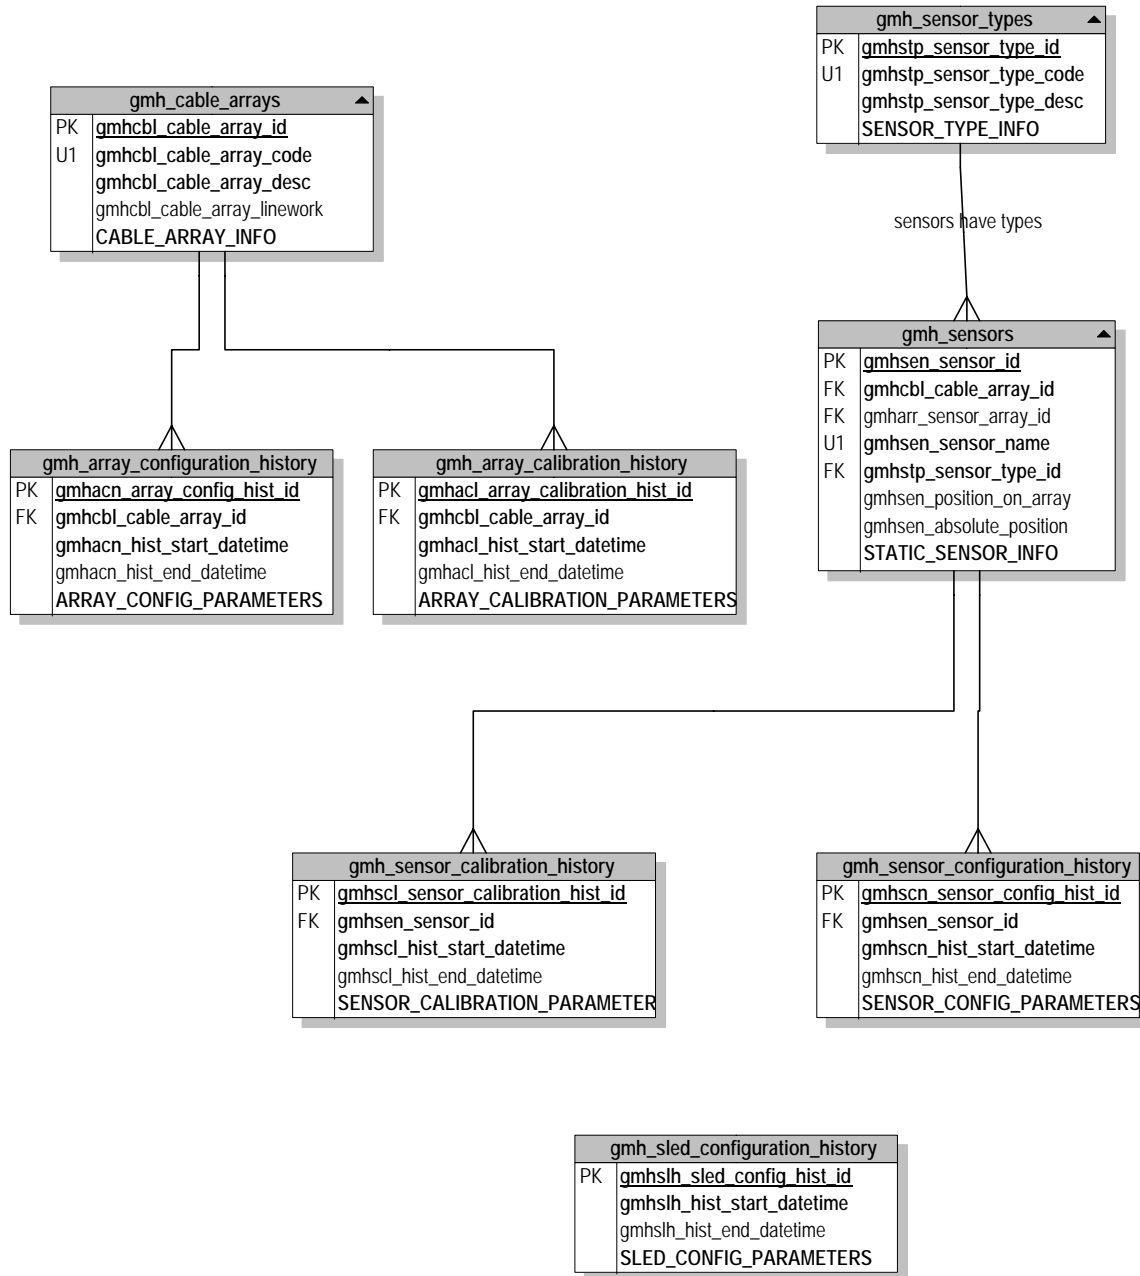 gmh_sensor_types
PK gmhstp_sensor_type_id
U1 gmhstp_sensor_type_code
gmhstp_sensor_type_desc
SENSOR_TYPE_INFO
gmh_cable_arrays
PK gmhcbl_cable_array_id
U1 gmhcbl_cable_array_code
gmhcbl_cable_array_desc
gmhcbl_cable_array_linework
CABLE_ARRAY_INFO
sensors have types
gmh_sensors
PK gmhsen_sensor_id
FK gmhcbl_cable_array_id
FK gmharr_sensor_array_id
U1 gmhsen_sensor_name
FK gmhstp_sensor_type_id
gmhsen_position_on_array
gmhsen_absolute_position
STATIC_SENSOR_INFO
gmh_array_configuration_history
PK gmhacn_array_config_hist_id
FK gmhcbl_cable_array_id
gmhacn_hist_start_datetime
gmhacn_hist_end_datetime
ARRAY_CONFIG_PARAMETERS
gmh_array_calibration_history
PK gmhacl_array_calibration_hist_id
FK gmhcbl_cable_array_id
gmhacl_hist_start_datetime
gmhacl_hist_end_datetime
ARRAY_CALIBRATION_PARAMETERS
gmh_sensor_calibration_history
PK gmhscl_sensor_calibration_hist_id
FK gmhsen_sensor_id
gmhscl_hist_start_datetime
gmhscl_hist_end_datetime
SENSOR_CALIBRATION_PARAMETER
gmh_sensor_configuration_history
PK gmhscn_sensor_config_hist_id
FK gmhsen_sensor_id
gmhscn_hist_start_datetime
gmhscn_hist_end_datetime
SENSOR_CONFIG_PARAMETERS
gmh_sled_configuration_history
PK gmhslh_sled_config_hist_id
gmhslh_hist_start_datetime
gmhslh_hist_end_datetime
SLED_CONFIG_PARAMETERS